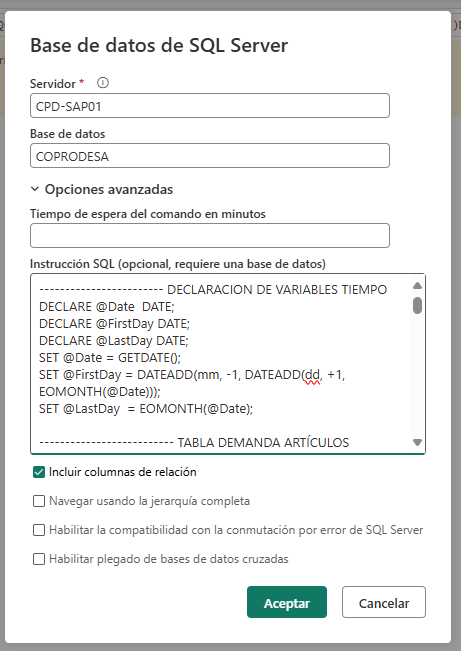 Base de datos de SQL Server
Servidor *
CPD-SAP01
Base de datos
COPRODESA
Opciones avanzadas
Tiempo de espera del comando en minutos
Instrucción SQL (opcional, requiere una base de datos)
------------------------ DECLARACION DE VARIABLES TIEMPO
DECLARE @Date  DATE;
DECLARE @FirstDay DATE;
DECLARE @LastDay DATE;
SET @Date = GETDATE();
SET @FirstDay = DATEADD(mm, -1, DATEADD(dd, +1,
EOMONTH(@Date)));
SET @LastDay  = EOMONTH(@Date);
-------------------------- TABLA DEMANDA ARTÍCULOS
Incluir columnas de relación
Navegar usando la jerarquía completa
Habilitar la compatibilidad con la conmutación por error de SQL Server
Habilitar plegado de bases de datos cruzadas
Aceptar
Cancelar